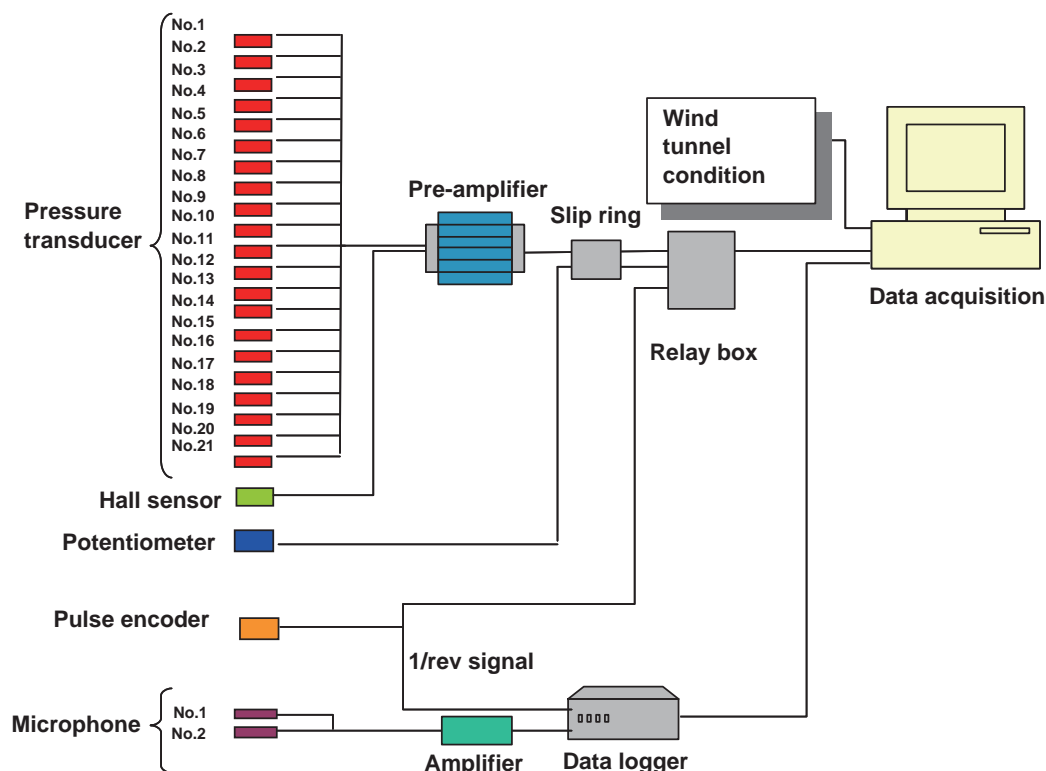 No.1
No.2
No.3
No.4
No.5
No.6
No.7
No.8
No.9
No.10
No.11
No.12
No.13
No.14
No.15
No.16
No.17
No.18
No.19
No.20
No.21
Pressure
transducer
Hall sensor
Potentiometer
Pulse encoder
Microphone
No.1
No.2
Pre-amplifier
Slip ring
Wind
tunnel
condition
Relay box
Data acquisition
1/rev signal
Amplifier
Data logger